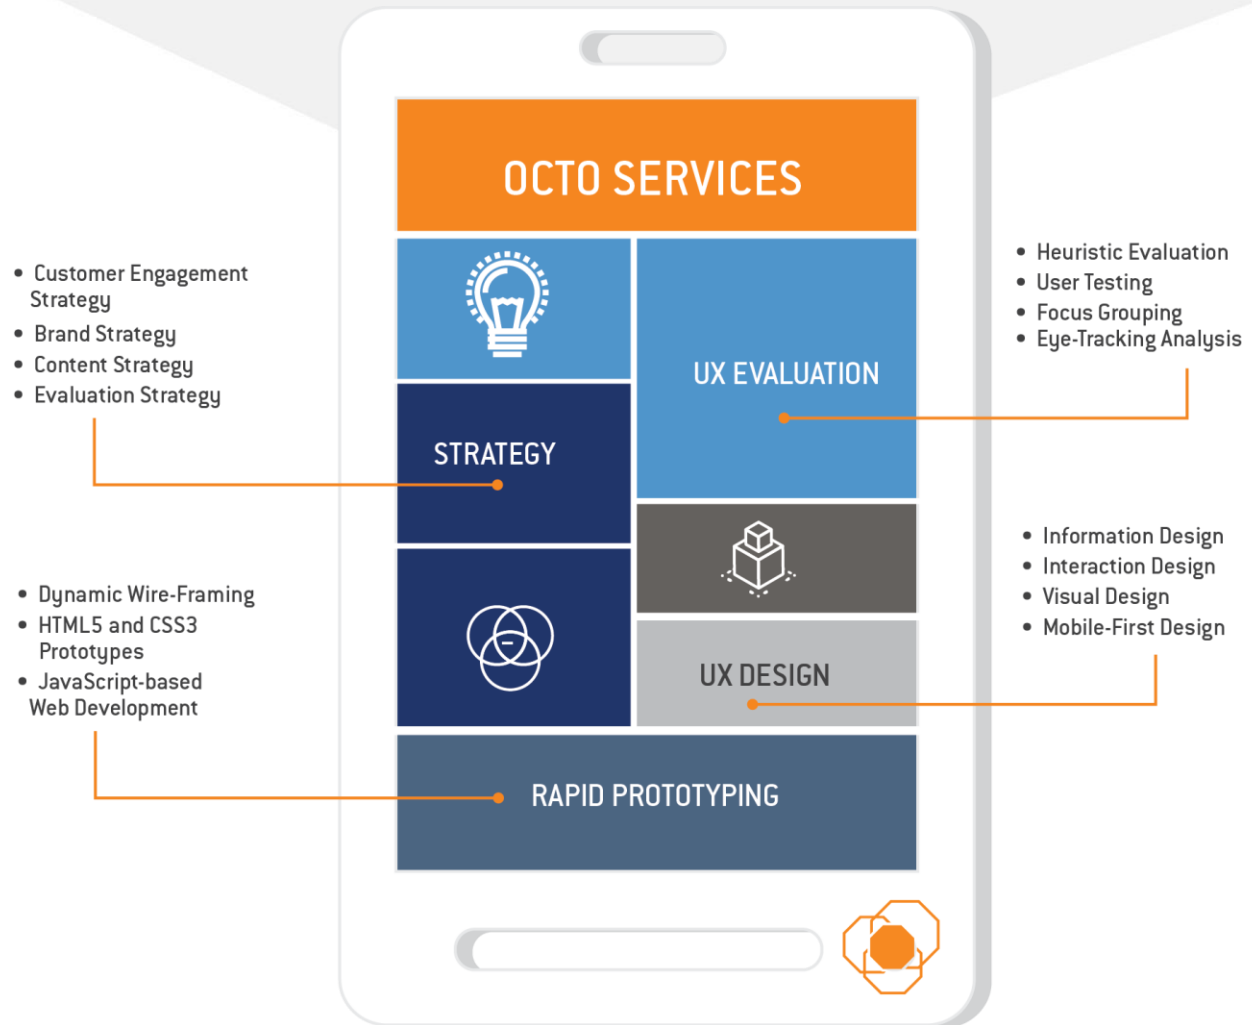 OCTO SERVICES
• Customer Engagement
Strategy
• Brand Strategy
• Content Strategy
• Evaluation Strategy
STRATEGY
• Heuristic Evaluation
• User Testing
• Focus Grouping
• Eye-Tracking Analysis
UX EVALUATION
• Dynamic Wire-Framing
• HTML5 and CSS3
Prototypes
• JavaScript-based
Web Development
RAPID PROTOTYPING
• Information Design
• Interaction Design
• Visual Design
• Mobile-First Design
UX DESIGN